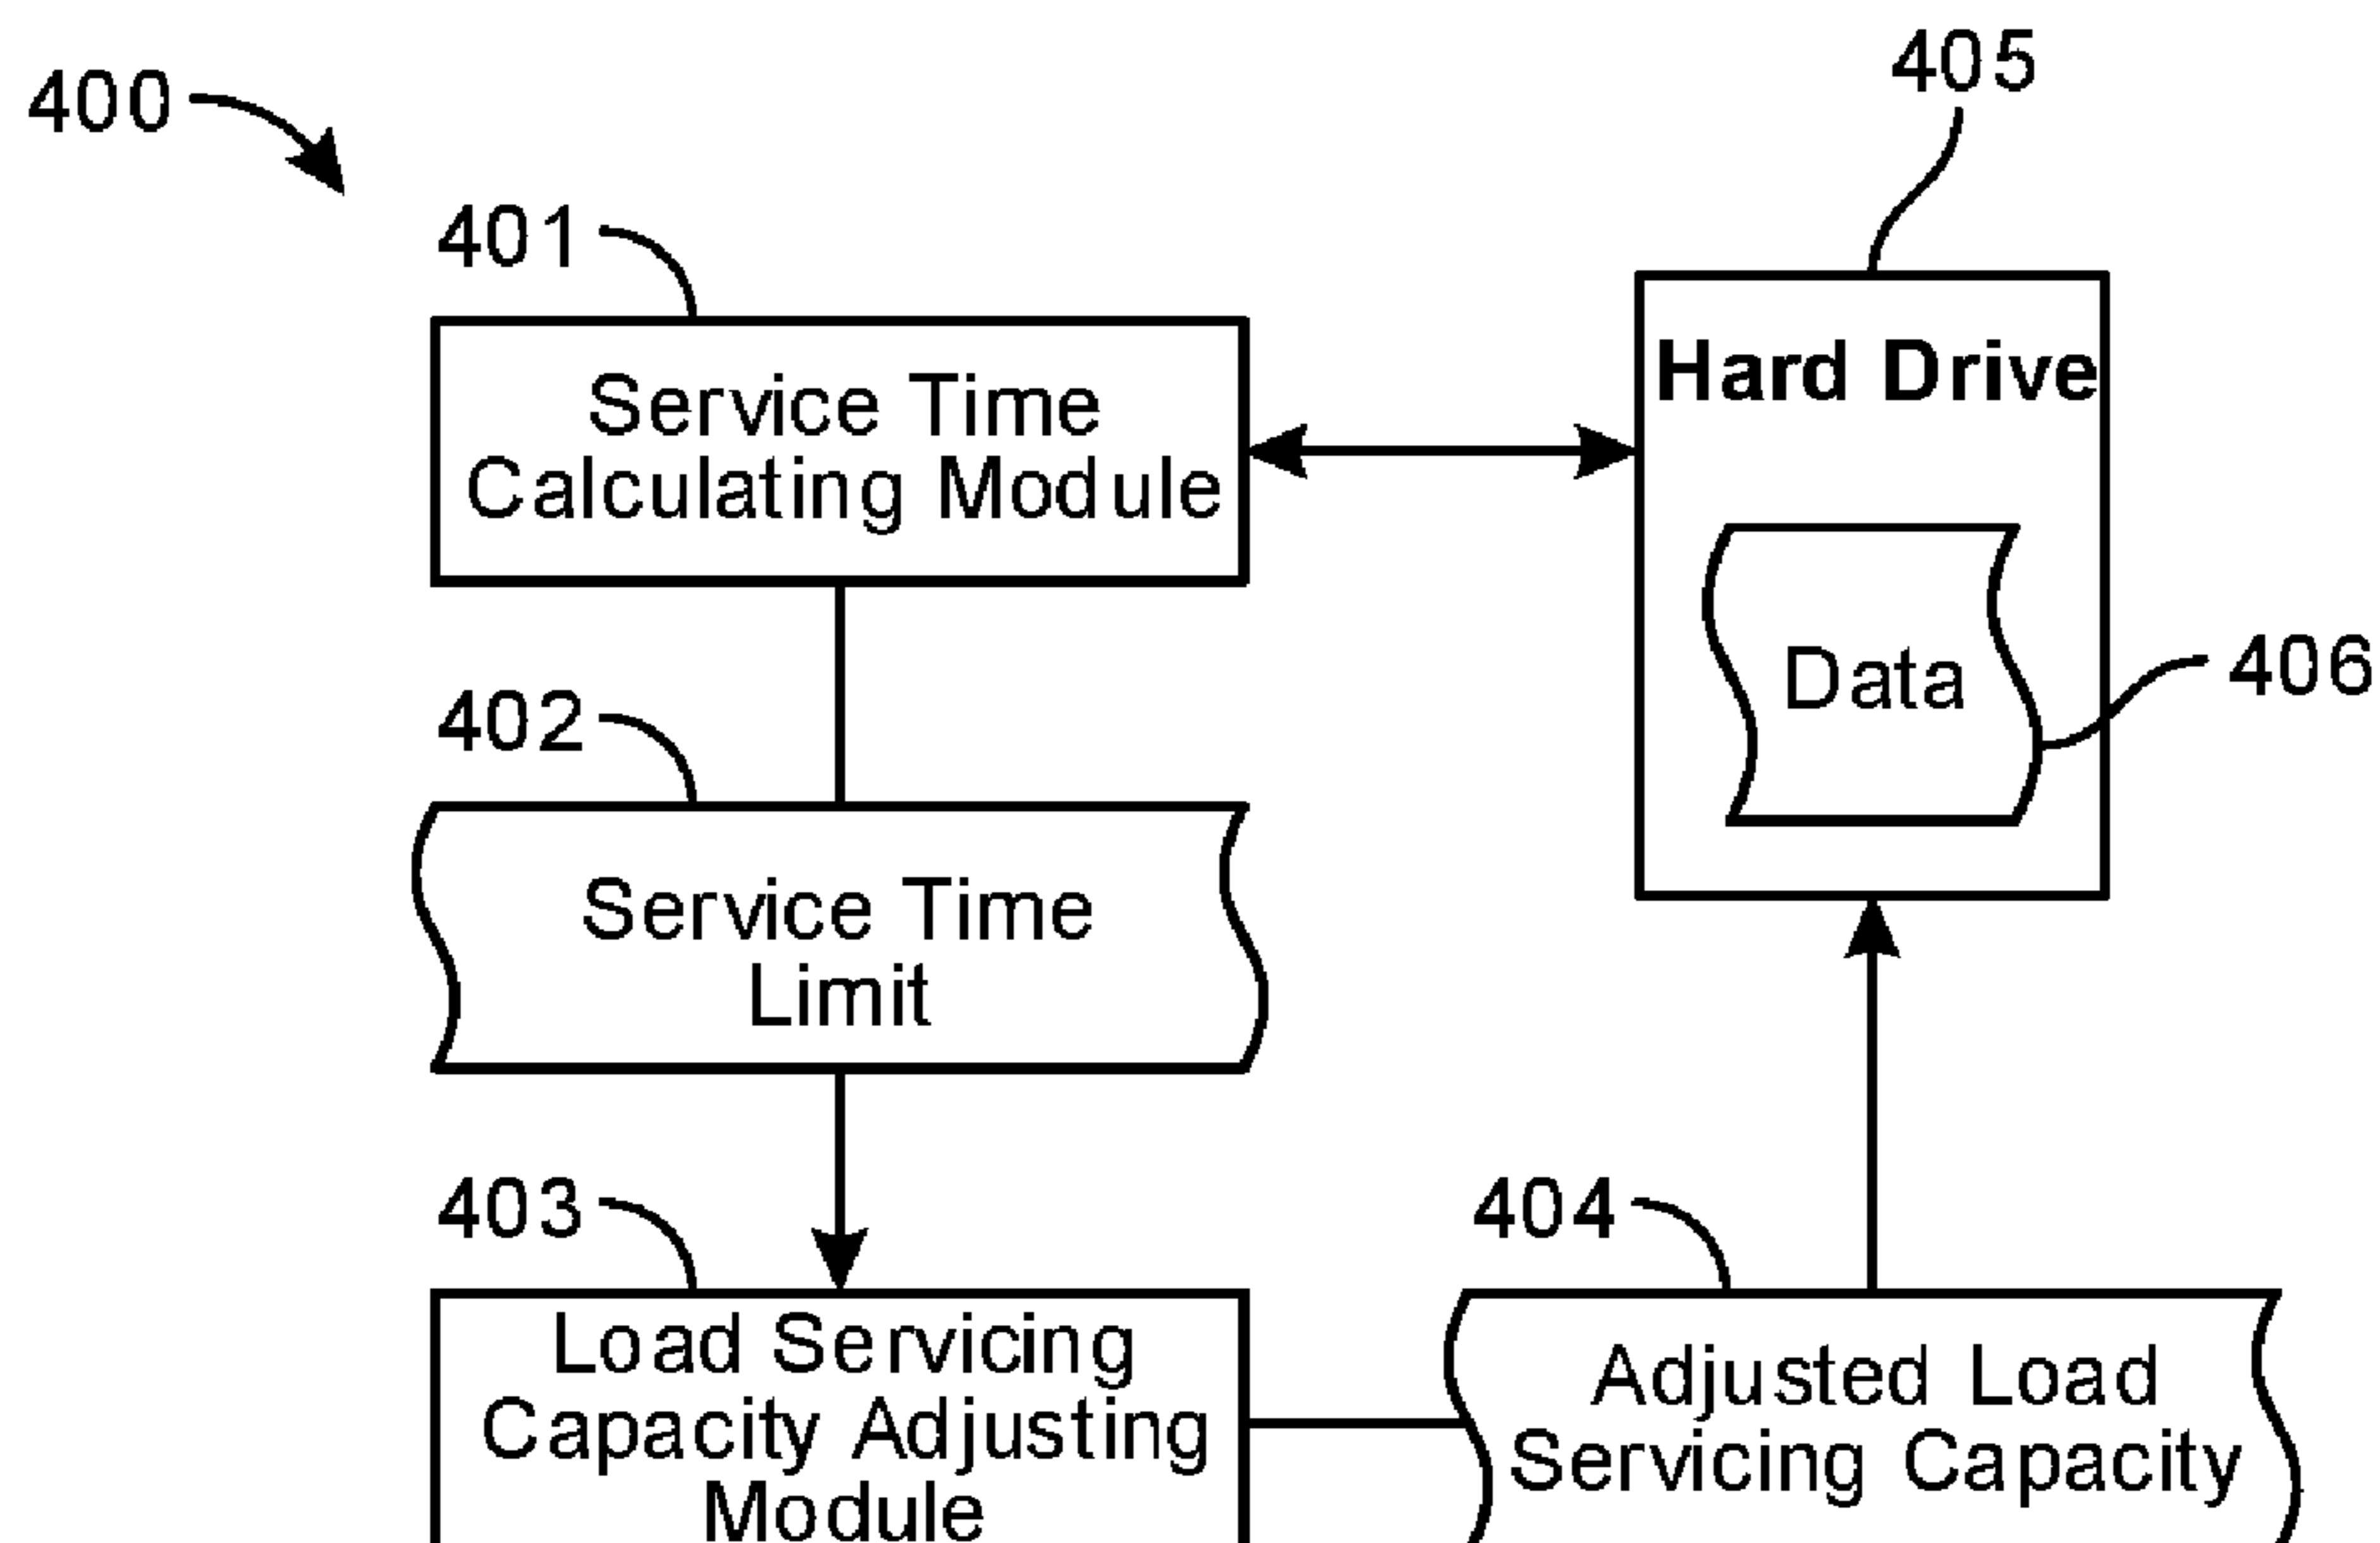 400
405
401
Hard Drive
Service Time
Calculating Module
Data
406
402
Service Time
Limit
403
404
Load Servicing
Capacity Adjusting
Module
Adjusted Load
Servicing Capacity